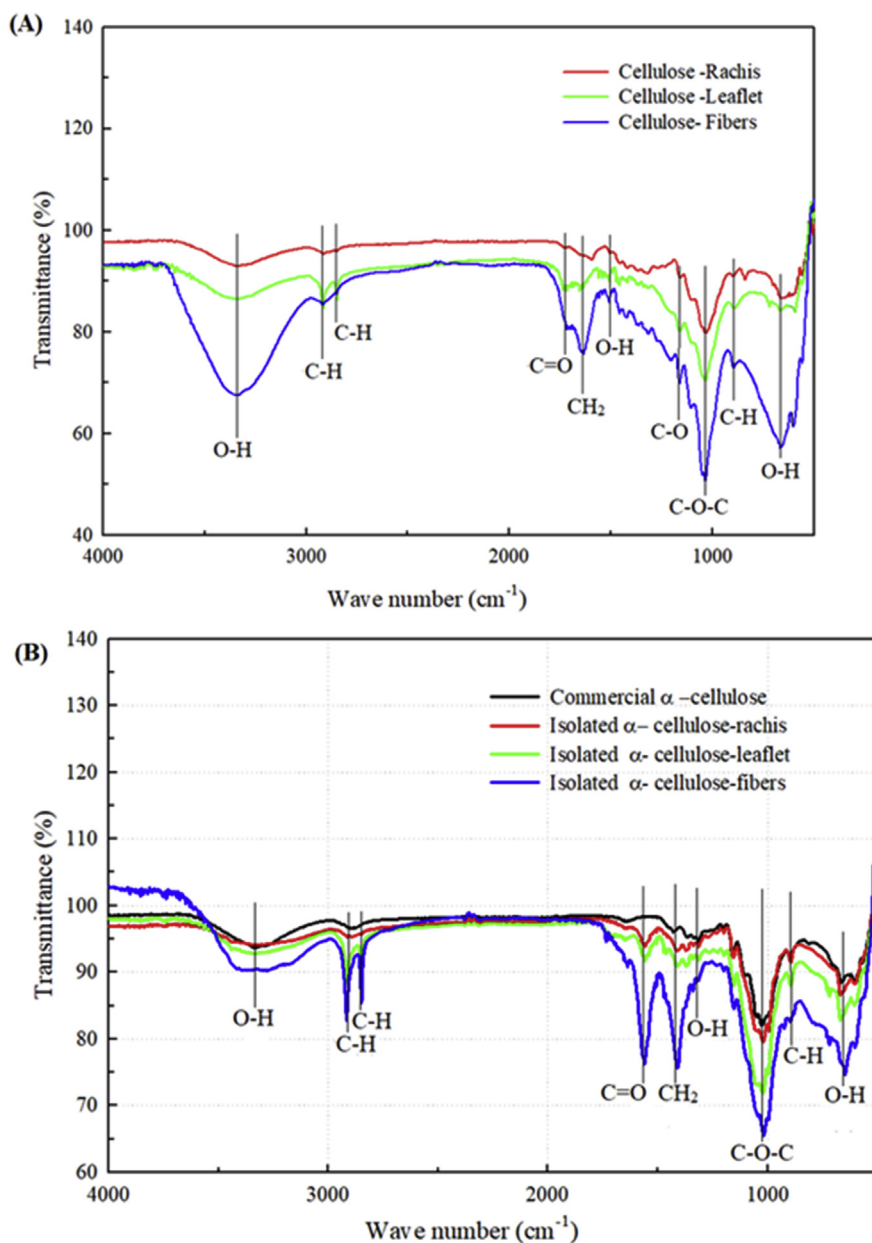 (A)
140
120
100
80
60
40
Transmittance (%)
Cellulose -Rachis
Cellulose -Leaflet
Cellulose- Fibers
O-H
C-H
C-H
C=O
CH₂
O-H
C-O
C-O-C
C-H
O-H
4000
3000
2000
1000
Wave number (cm⁻¹)
(B)
140
130
120
110
100
90
80
70
60
Transmittance (%)
Commercial α –cellulose
Isolated α– cellulose-rachis
Isolated α- cellulose-leaflet
Isolated α- cellulose-fibers
O-H
C-H
C-H
C=O
CH₂
O-H
C-O-C
C-H
O-H
4000
3000
2000
1000
Wave number (cm⁻¹)